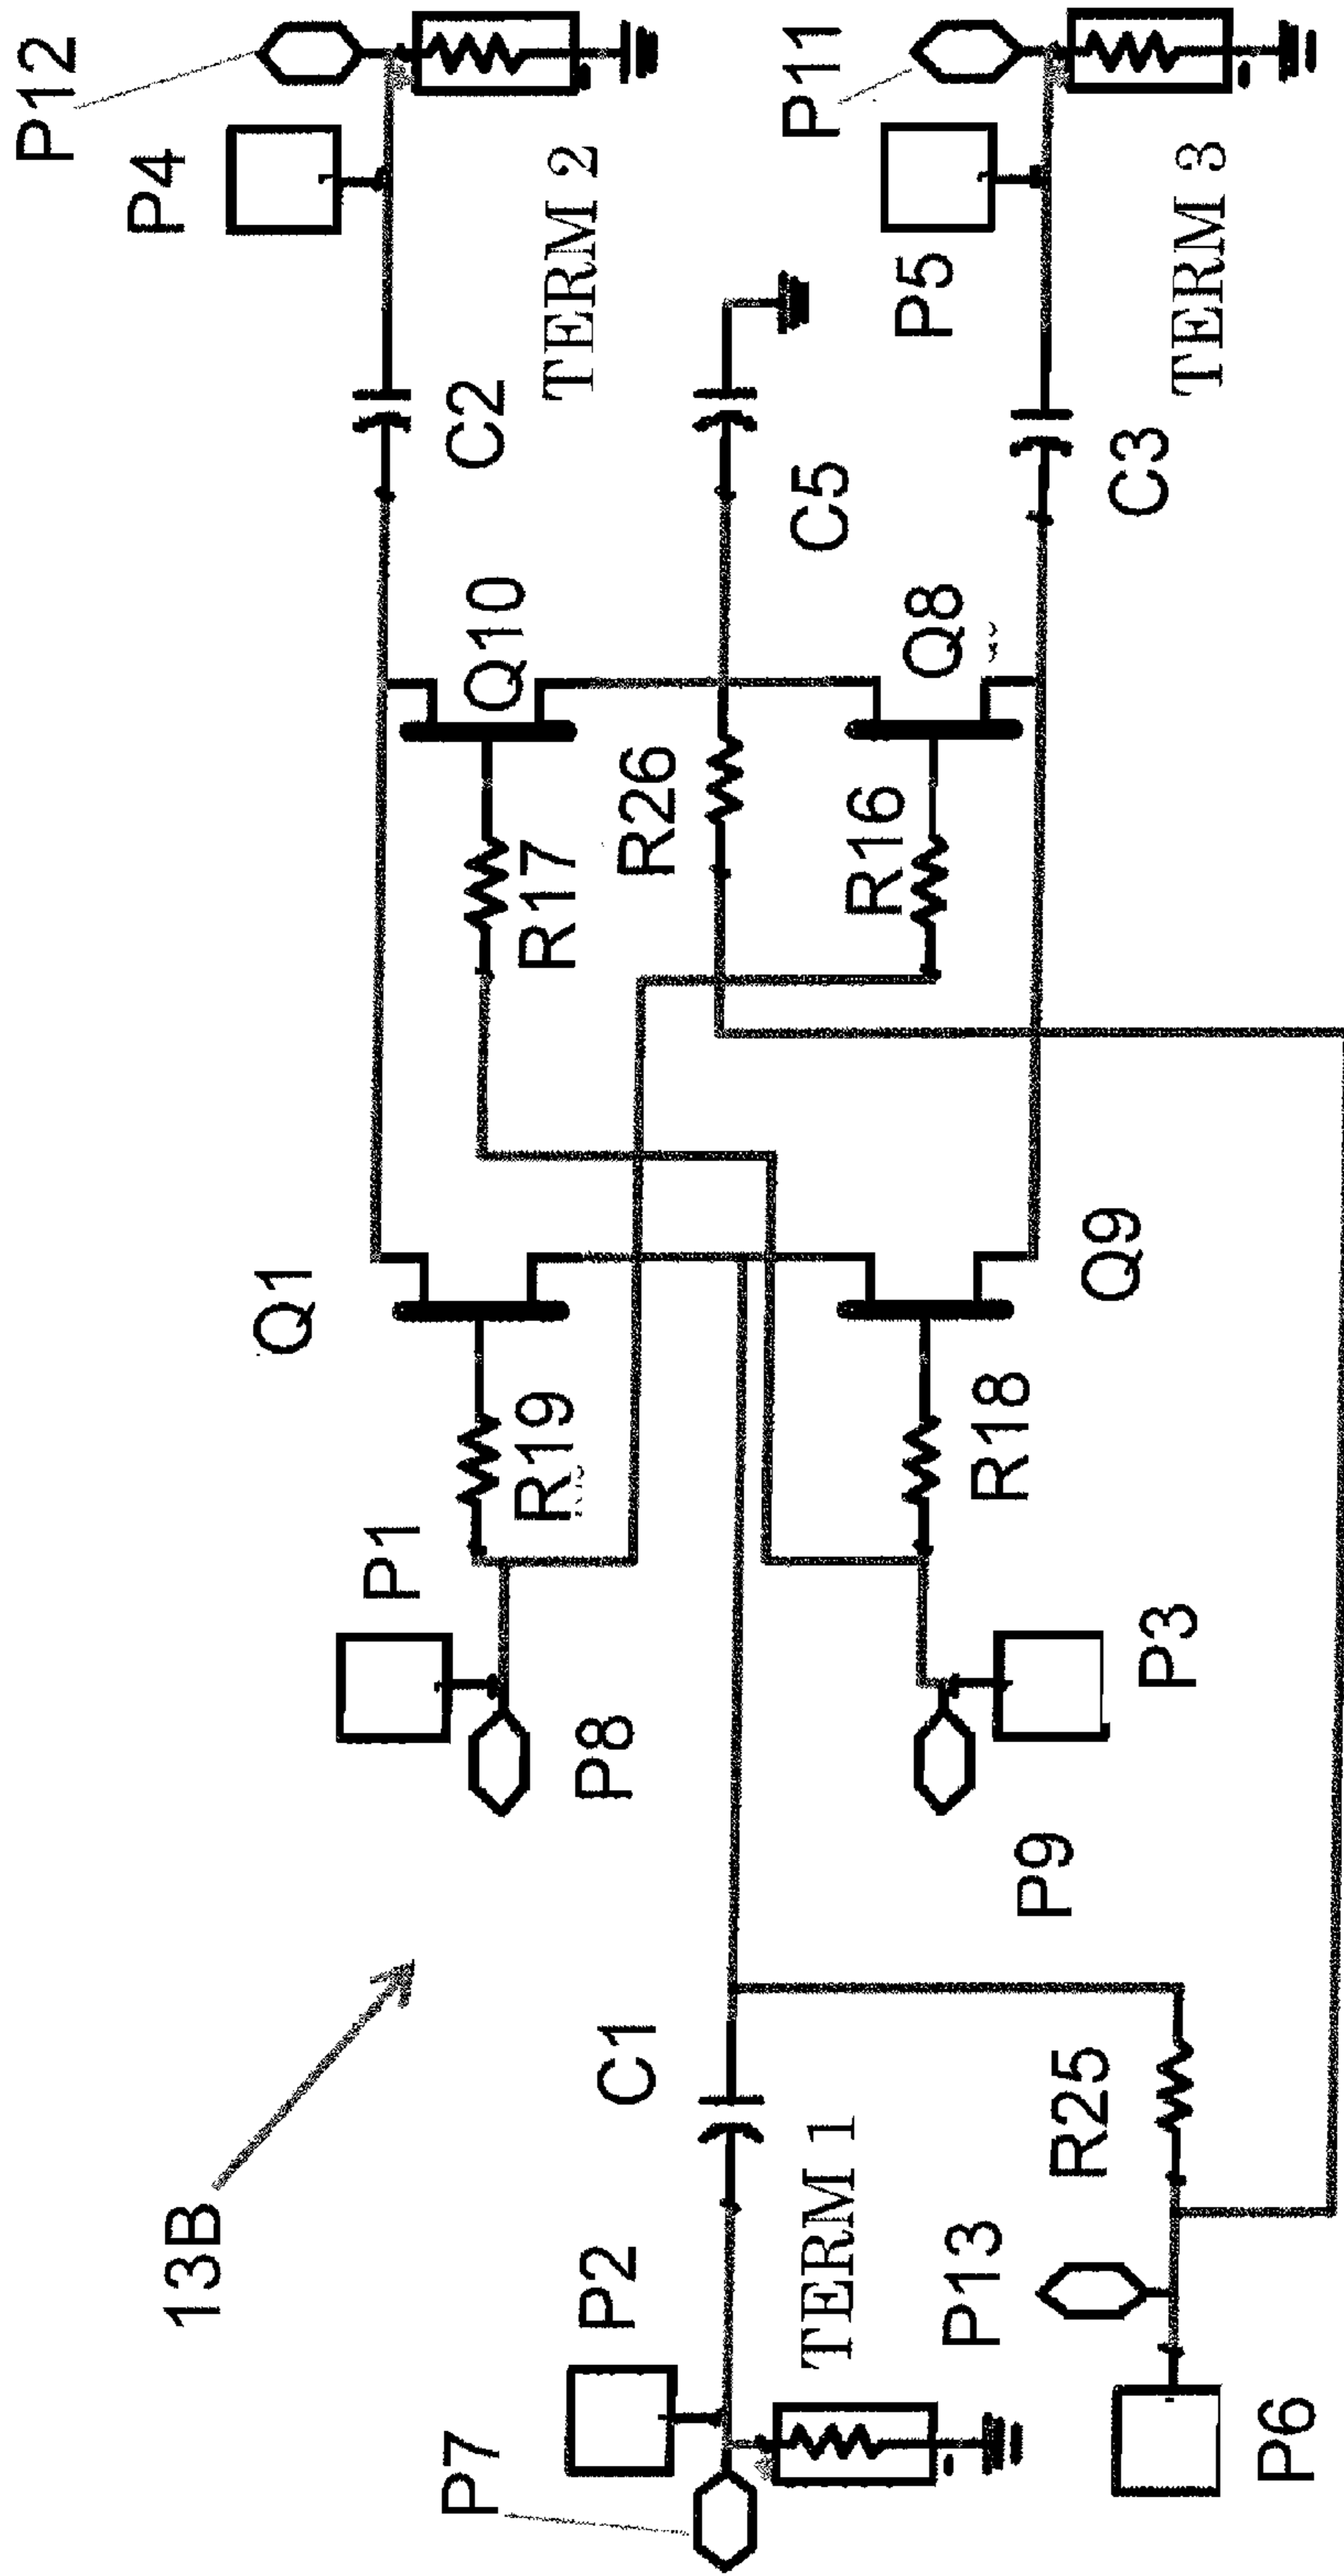 P12
P4
TERM 2
C2
P11
P5
TERM 3
C5
C3
Q10
Q8
R17
R26
R16
Q1
Q9
R19
R18
P1
P8
P3
P9
13B
C1
R25
TERM 1
P2
P13
P7
P6